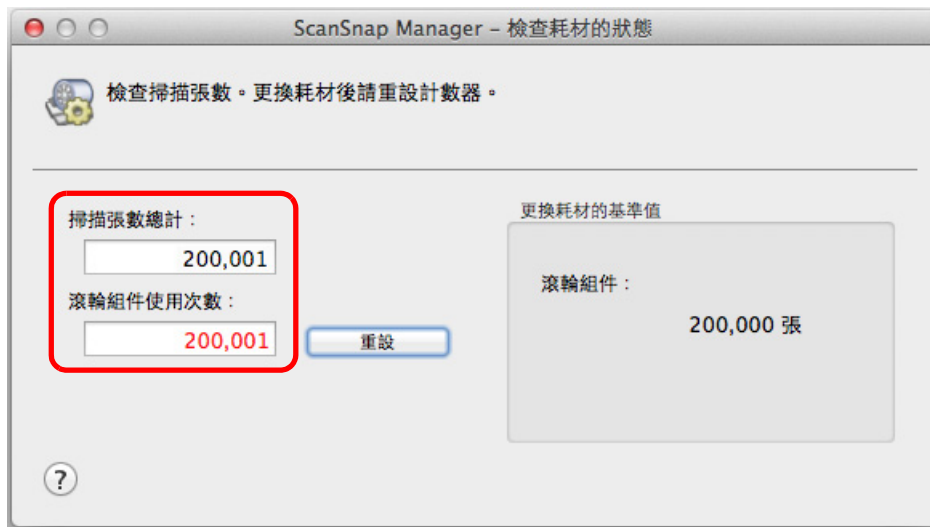 ScanSnap Manager – 檢查耗材的狀態
檢查掃描張數。更換耗材後請重設計數器。
掃描張數總計：
200,001
滾輪組件使用次數：
200,001
重設
更換耗材的基準值
滾輪組件：
200,000 張
?